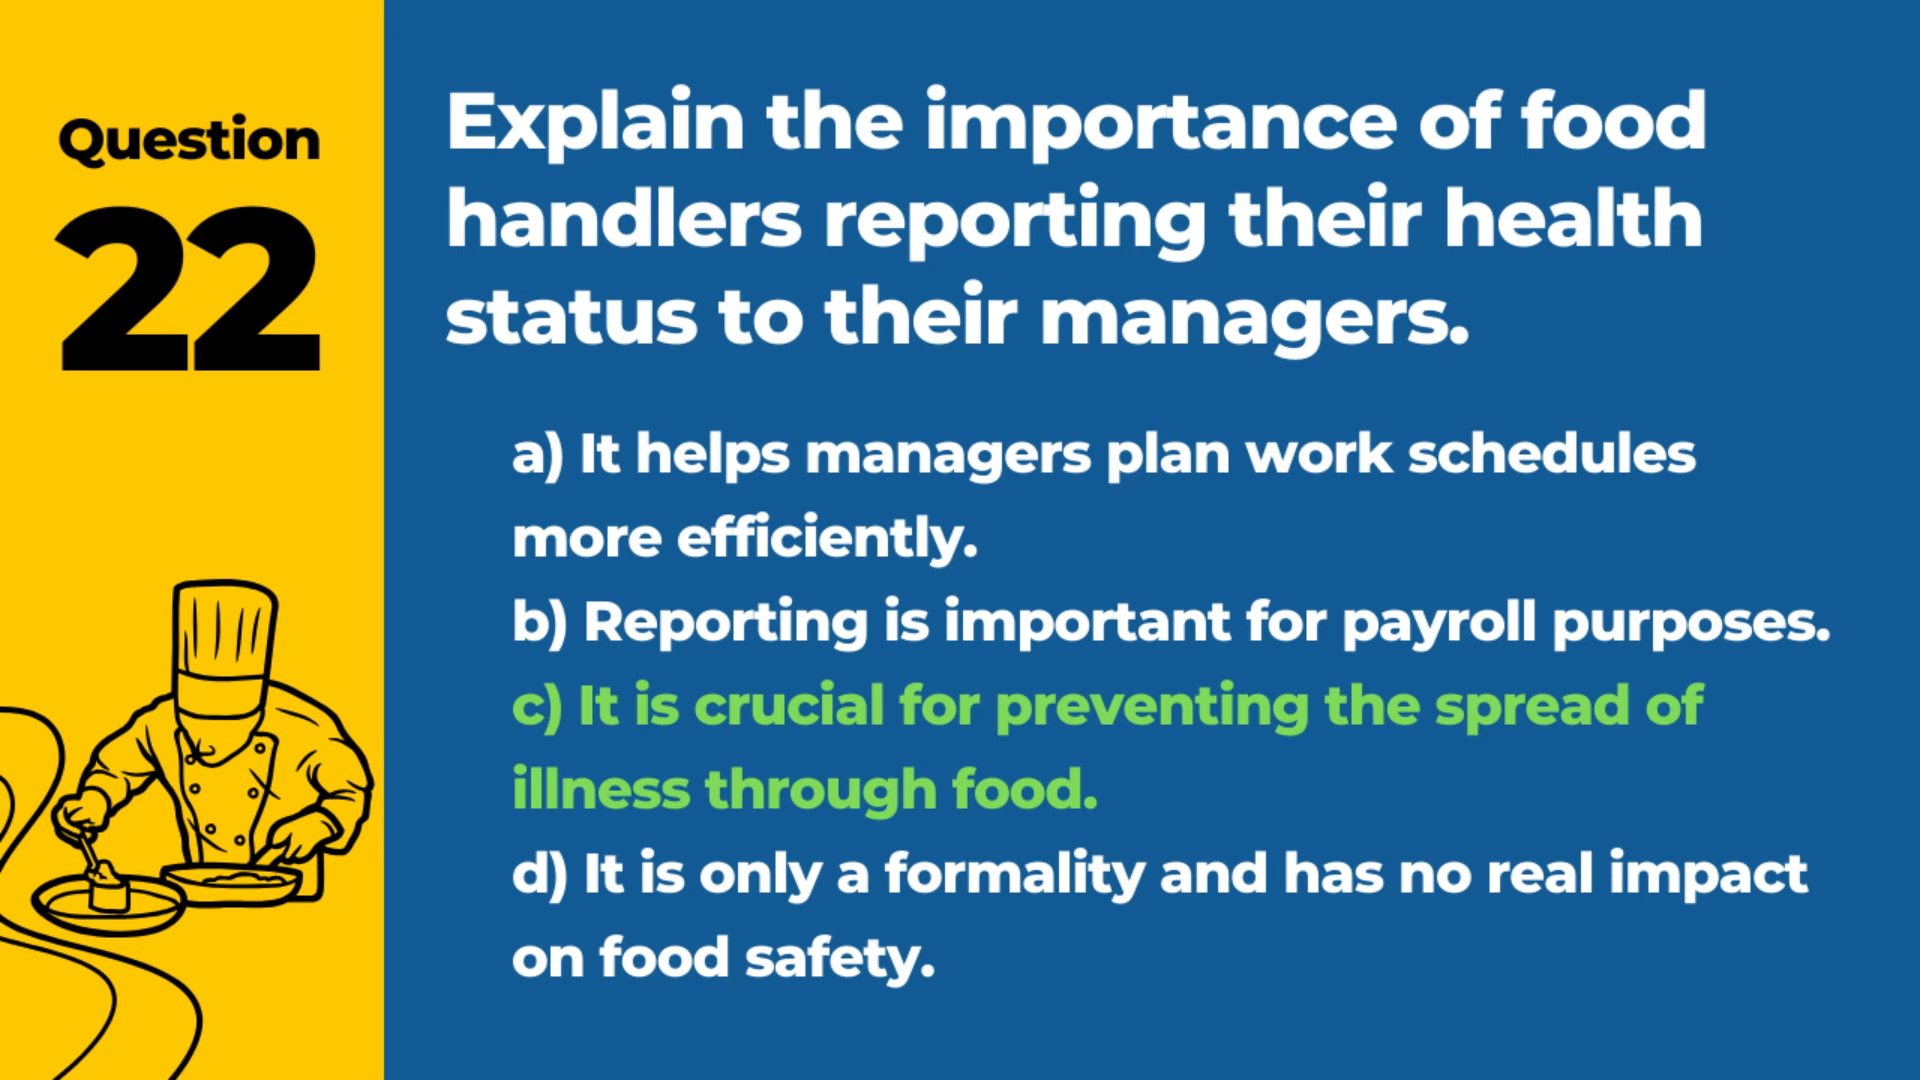 Question
22
Explain the importance of food
handlers reporting their health
status to their managers.
a) It helps managers plan work schedules
more efficiently.
b) Reporting is important for payroll purposes.
c) It is crucial for preventing the spread of
illness through food.
d) It is only a formality and has no real impact
on food safety.